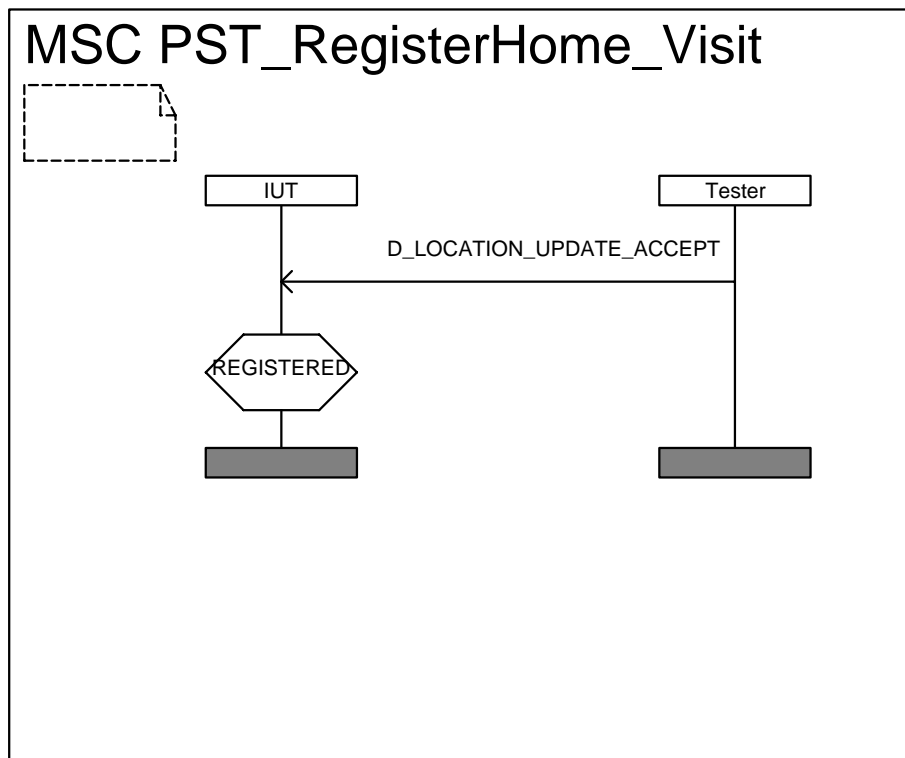 MSC PST_RegisterHome_Visit
IUT
Tester
D_LOCATION_UPDATE_ACCEPT
REGISTERED